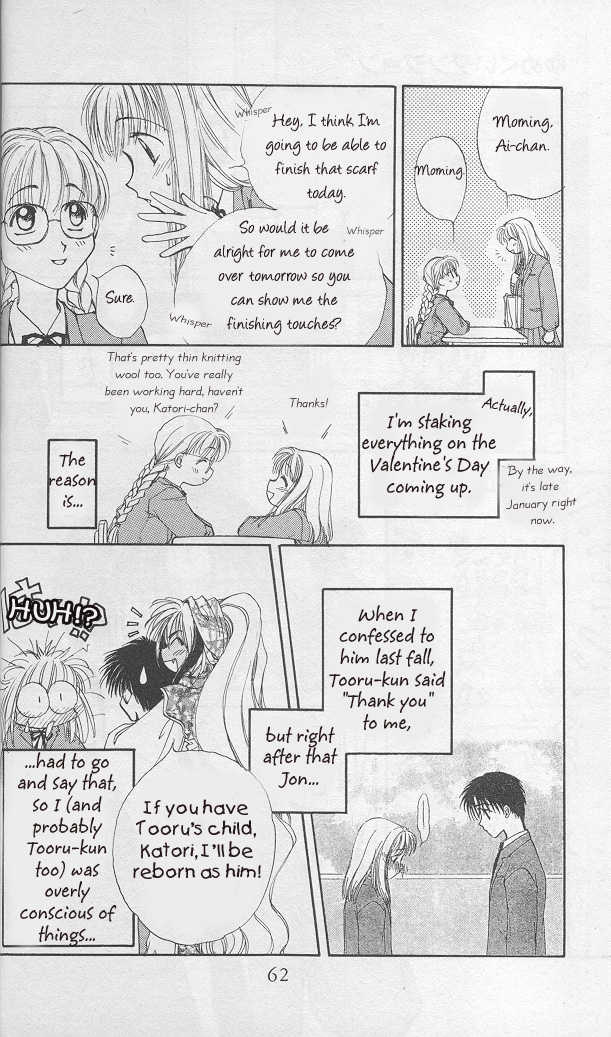 Morning,
Ai-chan.
Morning.
Whisper
Hey, I think I'm
going to be able to
finish that scarf
today.
So would it be
alright for me to come
over tomorrow so you
can show me the
finishing touches?
Whisper
Whisper
Sure.
Actually,
I'm staking
everything on the
Valentine's Day
coming up.
By the way,
it's late
January right
now.
Thanks!
That's pretty thin knitting
wool too. You've really
been working hard, haven't
you, Katori-chan?
The
reason
is...
When I
confessed to
him last fall,
Tooru-kun said
"Thank you"
to me,
but right
after that
Jon...
If you have
Tooru's child,
Katori, I'll be
reborn as him!
HUH!?
...had to go
and say that,
so I (and
probably
Tooru-kun
too) was
overly
conscious of
things...
62